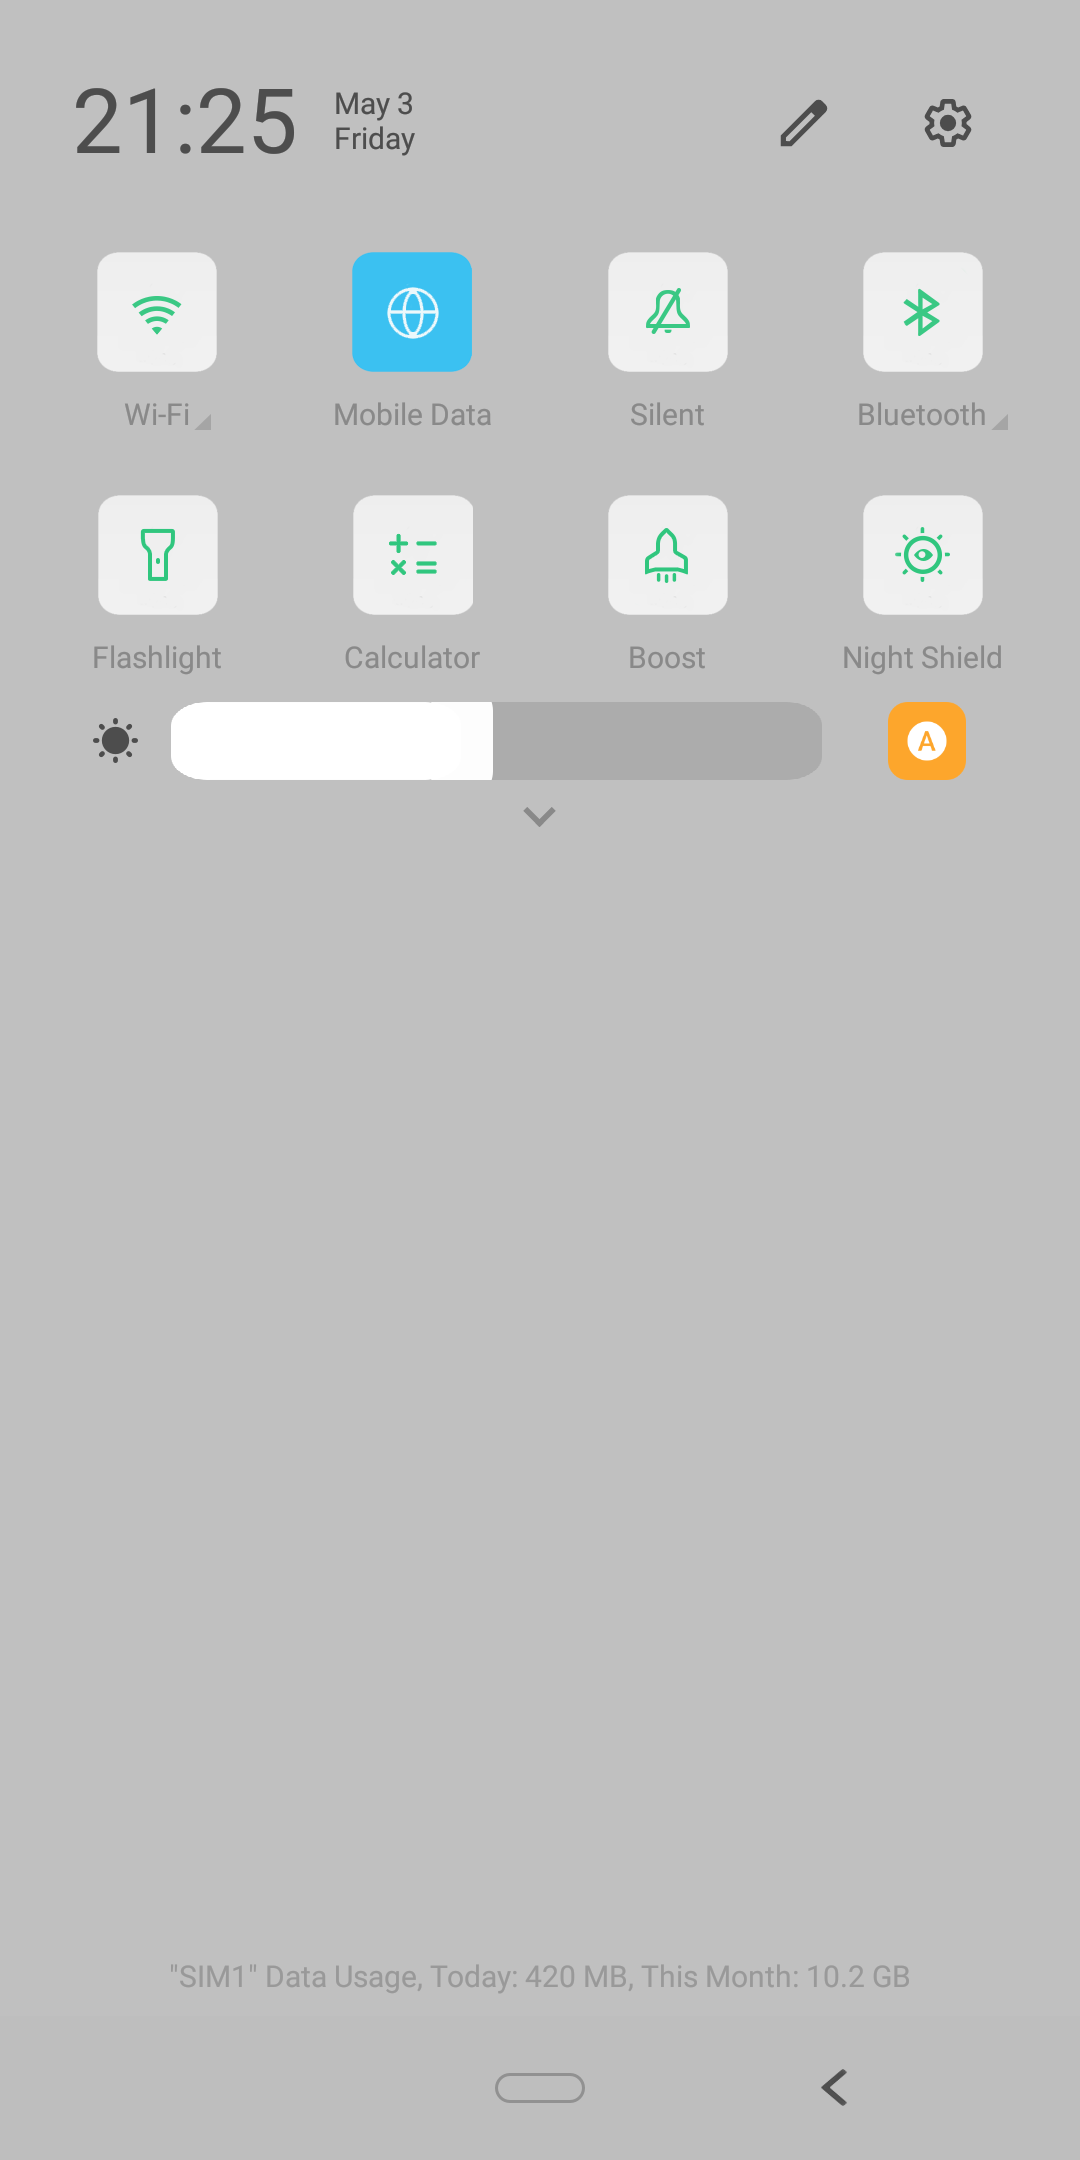 21:25
May 3
Friday
Wi-Fi
Mobile Data
Silent
Bluetooth
Flashlight
Calculator
Boost
Night Shield
A
"SIM1" Data Usage, Today: 420 MB, This Month: 10.2 GB